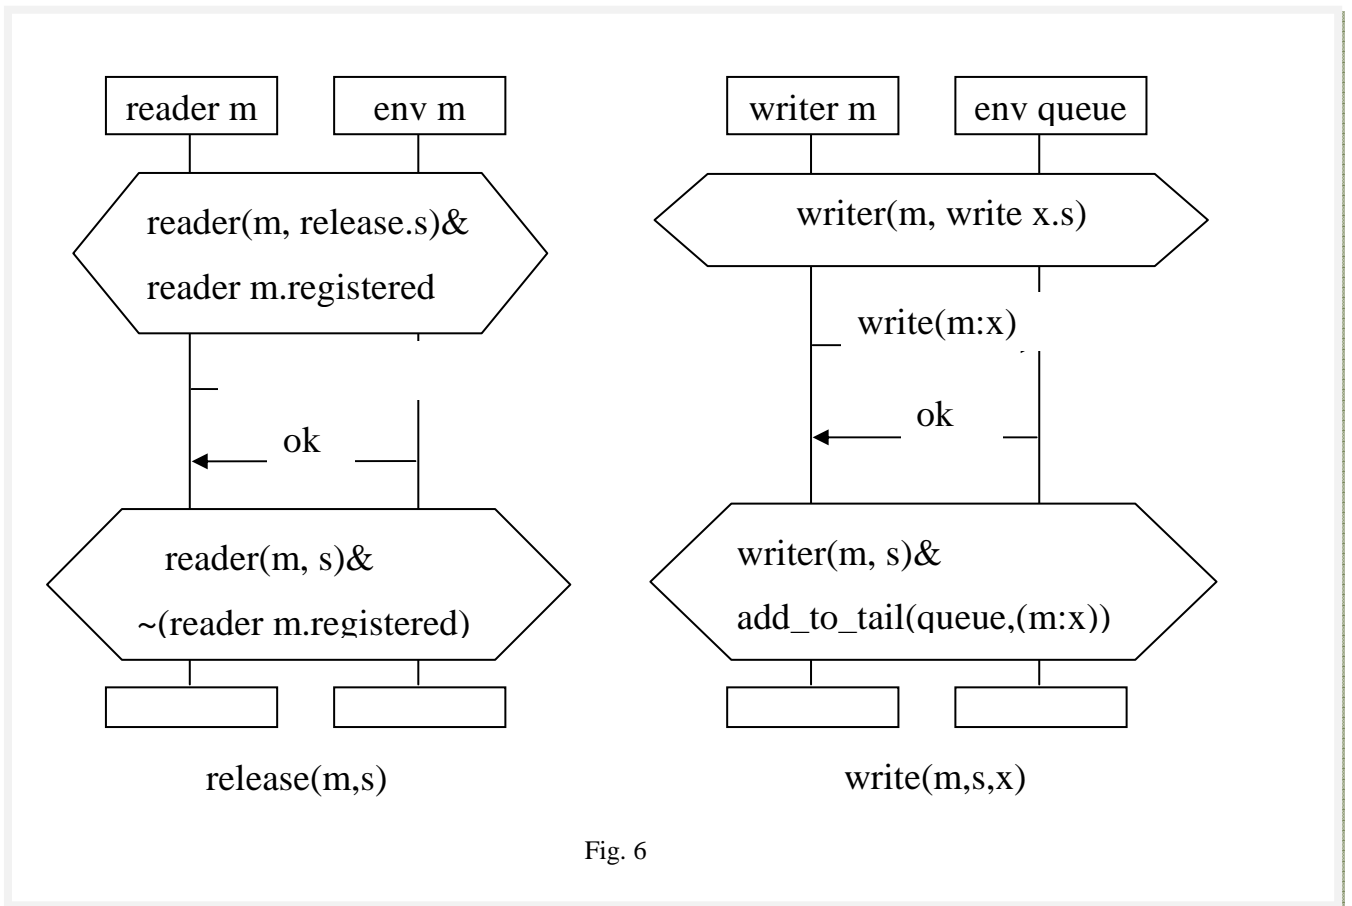 reader m
env m
reader(m, release.s)&
reader m.registered
ok
reader(m, s)&
~(reader m.registered)
release(m,s)
writer m
env queue
writer(m, write x.s)
write(m:x)
ok
writer(m, s)&
add_to_tail(queue,(m:x))
write(m,s,x)
Fig. 6